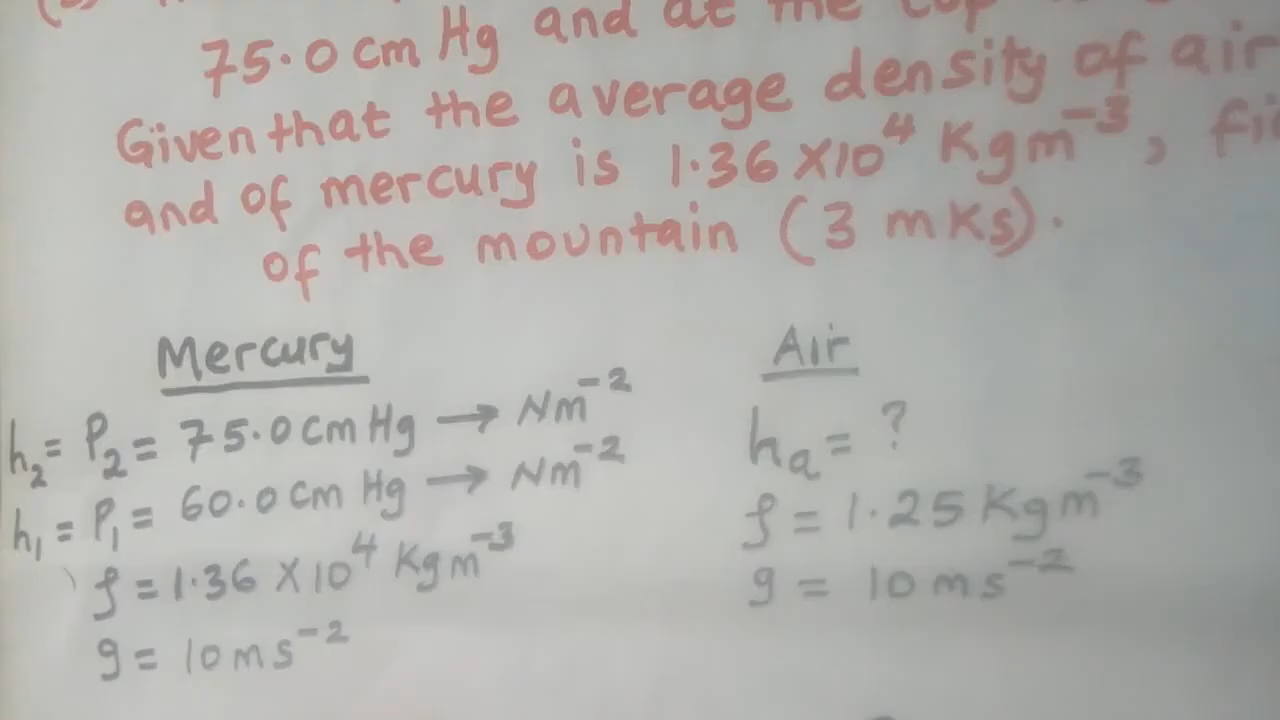 75.0 cm Hg and at the top
Given that the average density of air
and of mercury is 1.36 X10⁴ Kgm⁻³,
of the mountain (3 mKs).
Mercury
Air
h₂ = P₂ = 75.0 cm Hg → Nm⁻²
h₁ = P₁ = 60.0 cm Hg → Nm⁻²
ρ = 1.36 X10⁴ Kgm⁻³
g = 10 ms⁻²
hₐ = ?
ρ = 1.25 Kgm⁻³
g = 10 ms⁻²